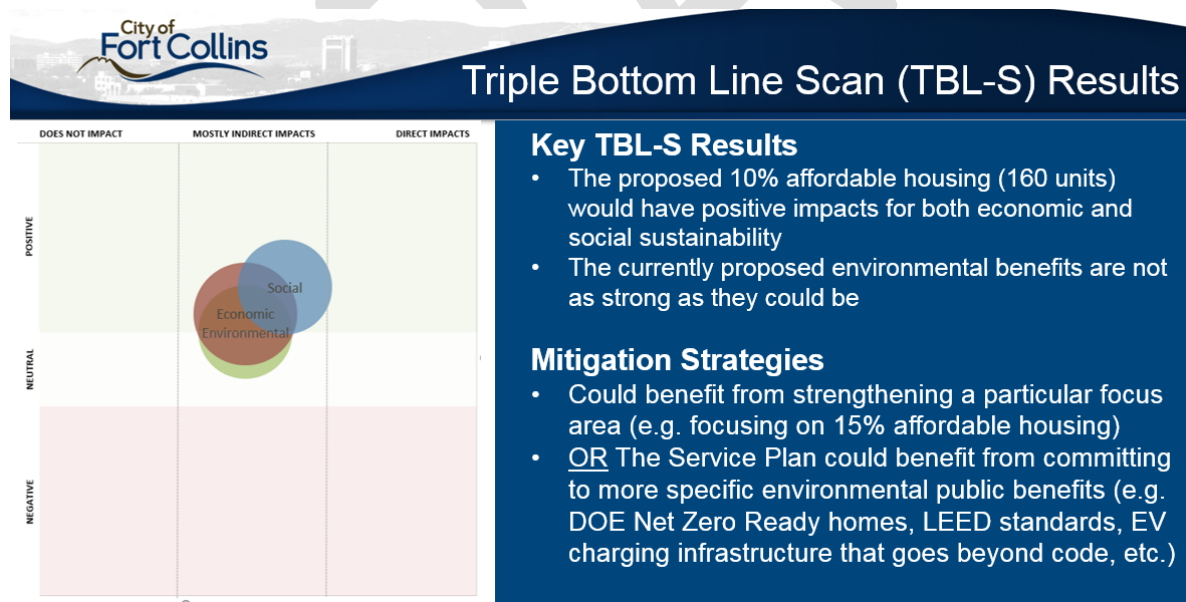 City of
Fort Collins
Triple Bottom Line Scan (TBL-S) Results
DOES NOT IMPACT
MOSTLY INDIRECT IMPACTS
DIRECT IMPACTS
POSITIVE
NEUTRAL
NEGATIVE
Social
Economic
Environmental
Key TBL-S Results
• The proposed 10% affordable housing (160 units)
would have positive impacts for both economic and
social sustainability
• The currently proposed environmental benefits are not
as strong as they could be
Mitigation Strategies
• Could benefit from strengthening a particular focus
area (e.g. focusing on 15% affordable housing)
• OR The Service Plan could benefit from committing
to more specific environmental public benefits (e.g.
DOE Net Zero Ready homes, LEED standards, EV
charging infrastructure that goes beyond code, etc.)